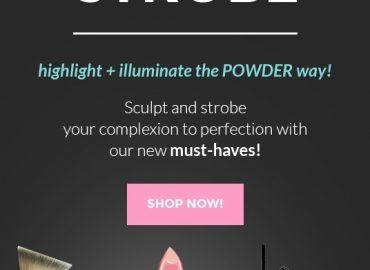 STROBE
highlight + illuminate the POWDER way!
Sculpt and strobe
your complexion to perfection with
our new must-haves!
SHOP NOW!